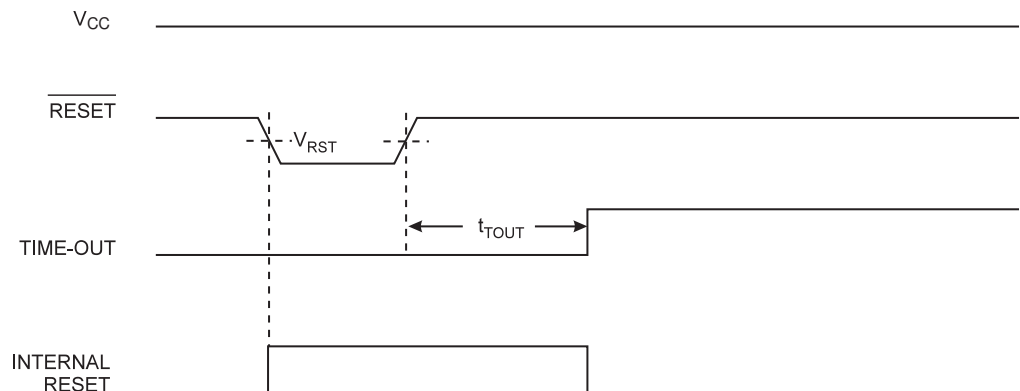 VCC
RESET
VRST
tTOUT
TIME-OUT
INTERNAL
RESET